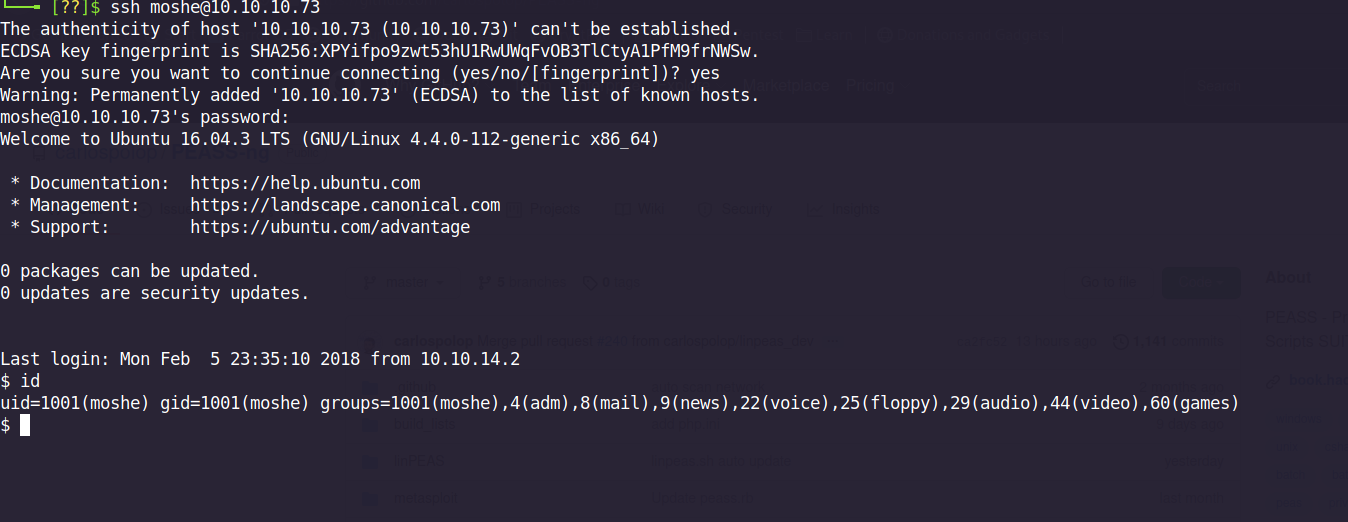 [??]$ ssh moshe@10.10.10.73
The authenticity of host '10.10.10.73 (10.10.10.73)' can't be established.
ECDSA key fingerprint is SHA256:XPYifpo9zwt53hU1RwUWqFvOB3TlCtyA1PfM9frNWSw.
Are you sure you want to continue connecting (yes/no/[fingerprint])? yes
Warning: Permanently added '10.10.10.73' (ECDSA) to the list of known hosts.
moshe@10.10.10.73's password:
Welcome to Ubuntu 16.04.3 LTS (GNU/Linux 4.4.0-112-generic x86_64)
* Documentation:  https://help.ubuntu.com
* Management:     https://landscape.canonical.com
* Support:        https://ubuntu.com/advantage
0 packages can be updated.
0 updates are security updates.
Last login: Mon Feb  5 23:35:10 2018 from 10.10.14.2
$ id
uid=1001(moshe) gid=1001(moshe) groups=1001(moshe),4(adm),8(mail),9(news),22(voice),25(floppy),29(audio),44(video),60(games)
$